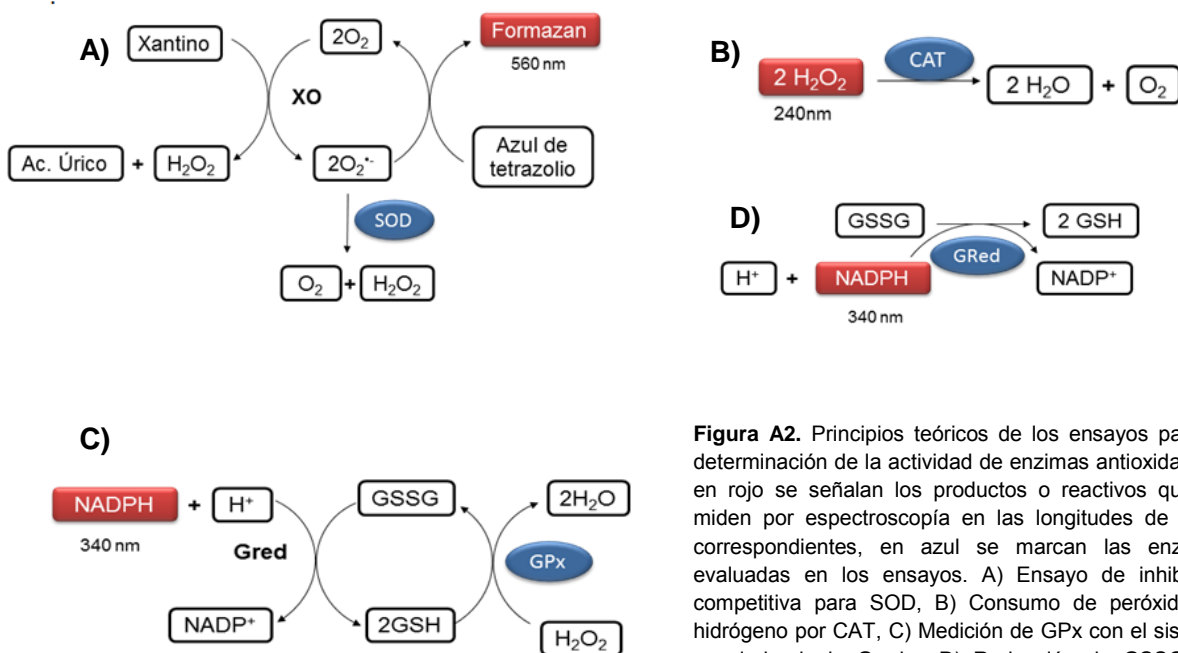 A)
Xantino
2O₂
Formazan
560 nm
XO
Ac. Úrico + H₂O₂
2O₂•-
Azul de
tetrazolio
SOD
O₂ + H₂O₂
B)
2 H₂O₂
240nm
CAT
2 H₂O + O₂
D)
GSSG
2 GSH
GRed
H⁺ + NADPH
NADP⁺
340 nm
C)
NADPH + H⁺
340 nm
GSSG
2H₂O
Gred
GPx
NADP⁺
2GSH
H₂O₂
Figura A2. Principios teóricos de los ensayos pa
determinación de la actividad de enzimas antioxida
en rojo se señalan los productos o reactivos qu
miden por espectroscopía en las longitudes de
correspondientes, en azul se marcan las enz
evaluadas en los ensayos. A) Ensayo de inhib
competitiva para SOD, B) Consumo de peróxid
hidrógeno por CAT, C) Medición de GPx con el sis